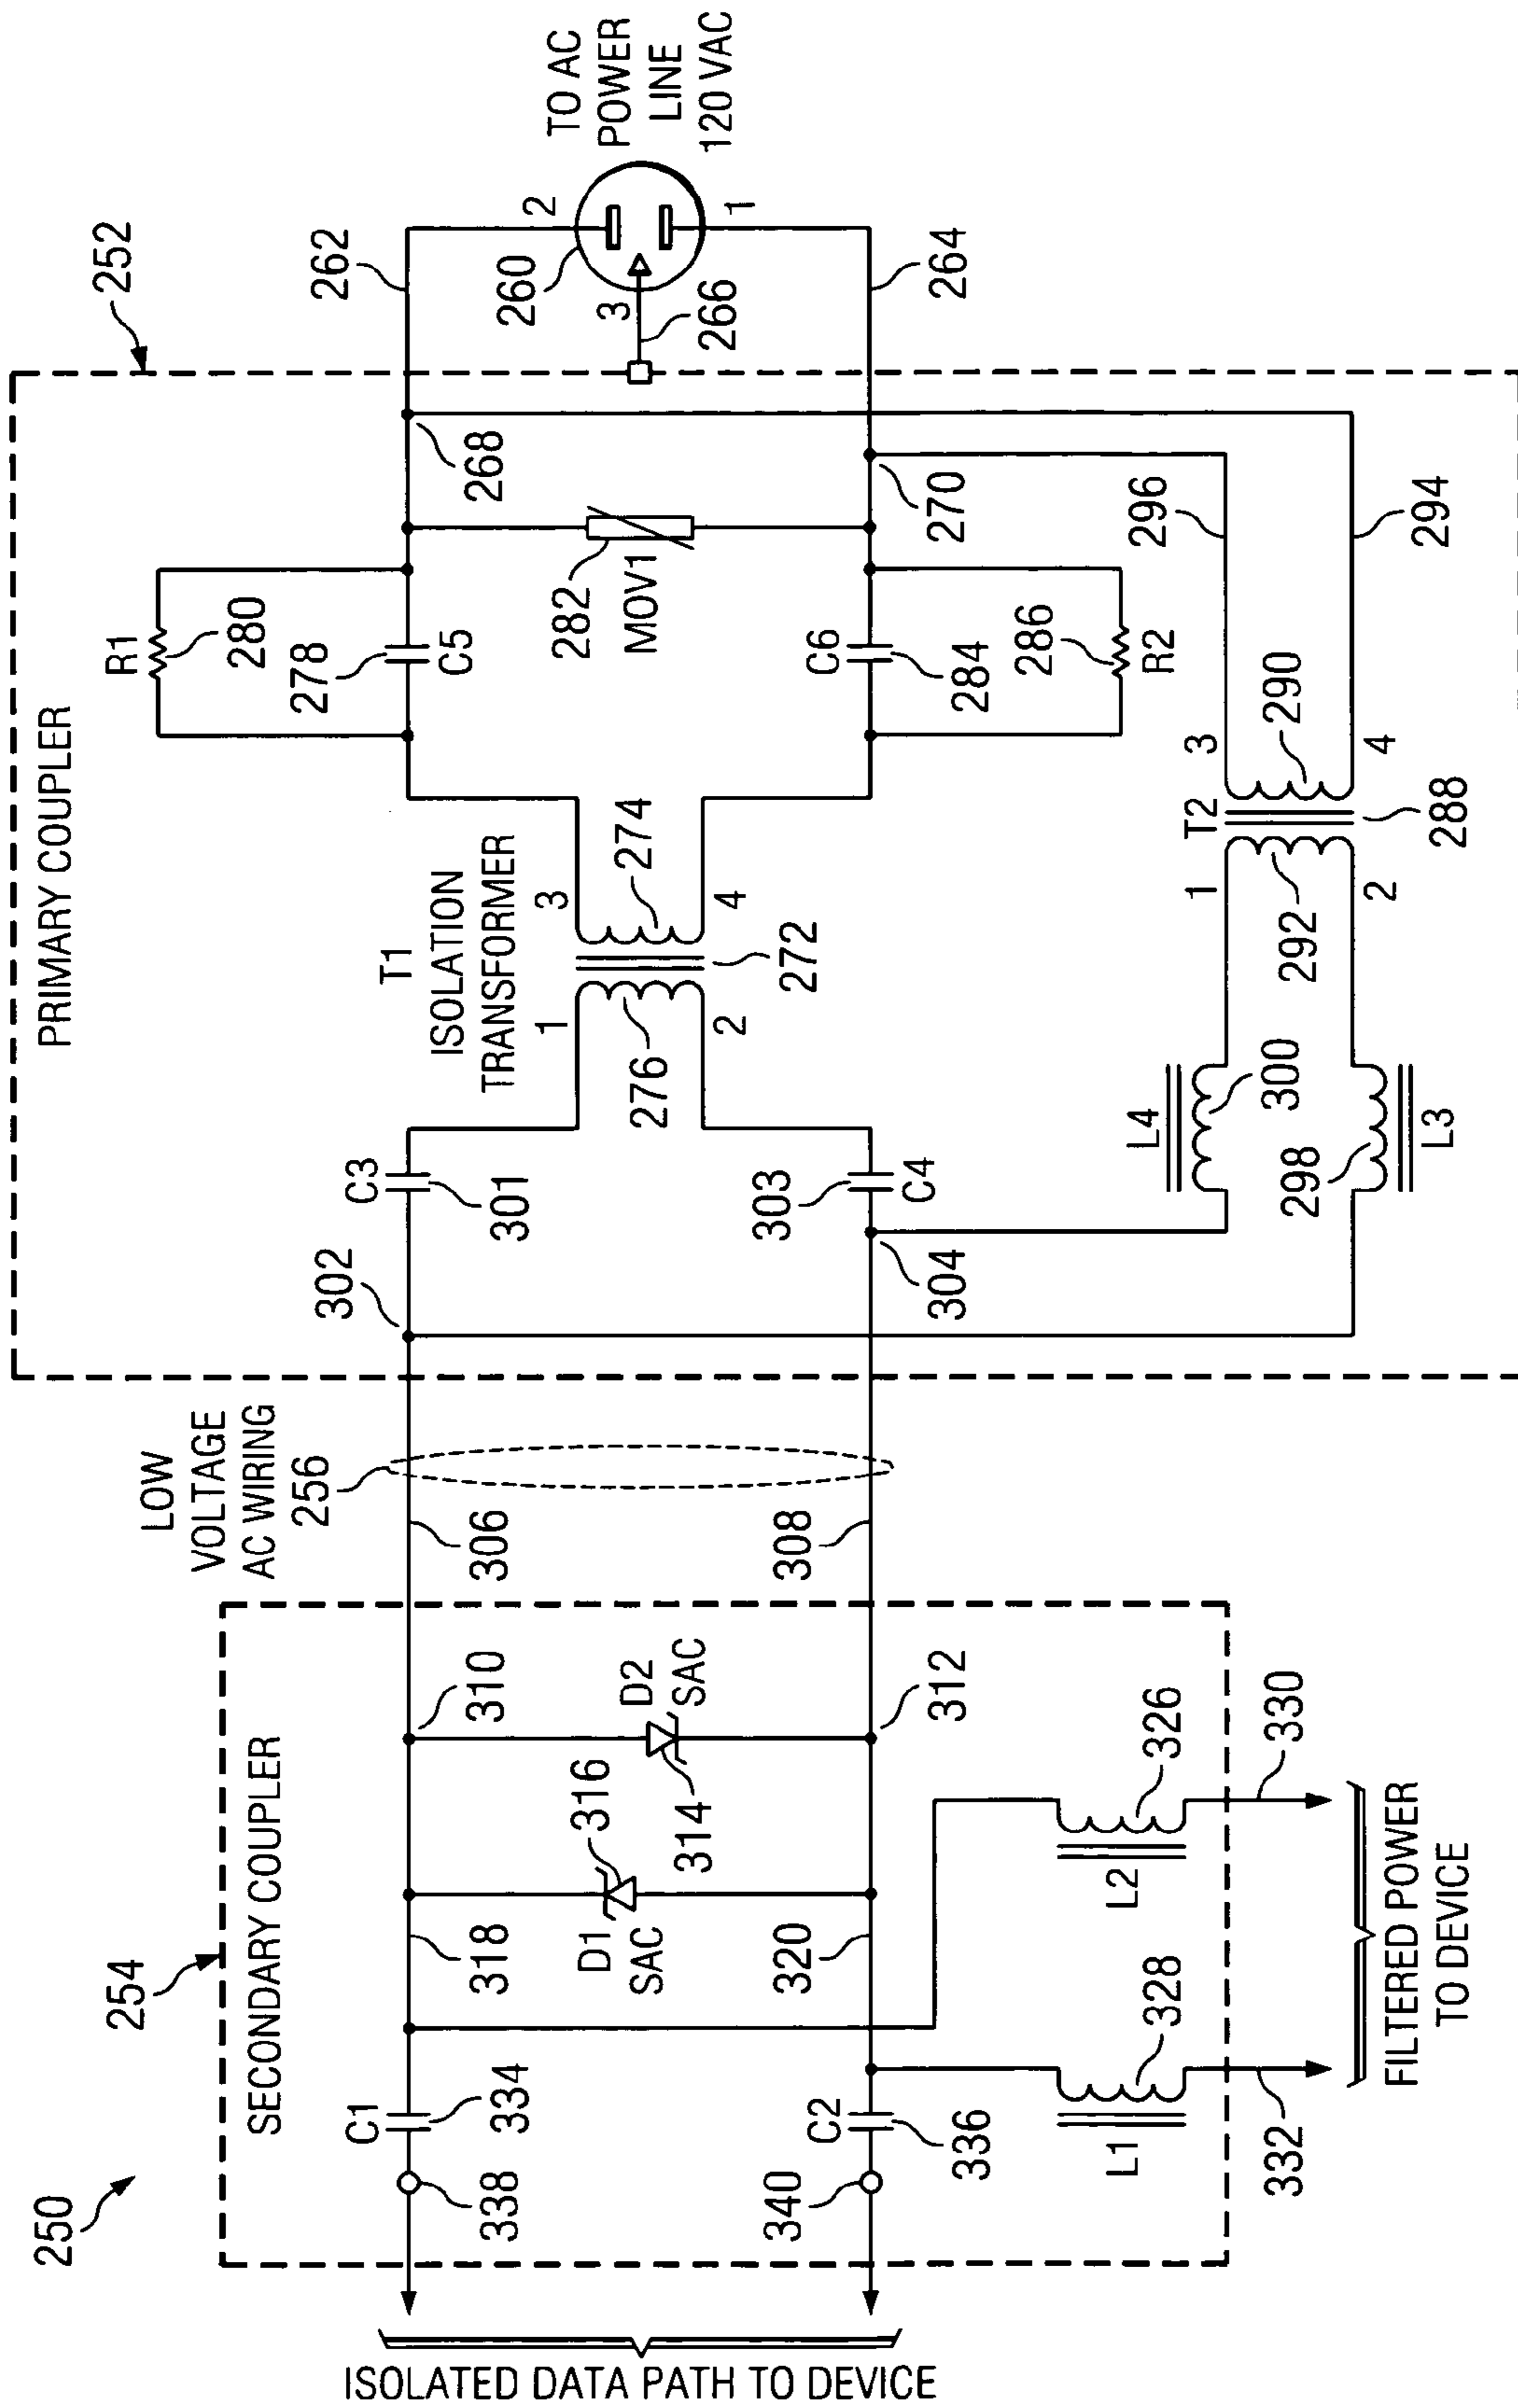 250
254
SECONDARY COUPLER
LOW
VOLTAGE
AC WIRING
256
PRIMARY COUPLER
252
R1
280
278
C5
262
2
260
3
266
TO AC
POWER
LINE
120 VAC
1
264
268
270
282
MOV1
C6
284
286
R2
296
294
T1
ISOLATION
TRANSFORMER
3
274
4
272
1
276
2
C3
301
303
C4
302
304
T2
3
290
4
288
1
292
2
L4
300
298
L3
306
308
310
312
D2
SAC
314
316
D1
SAC
318
320
326
L2
330
328
L1
332
C1
334
C2
336
338
340
FILTERED POWER
TO DEVICE
ISOLATED DATA PATH TO DEVICE